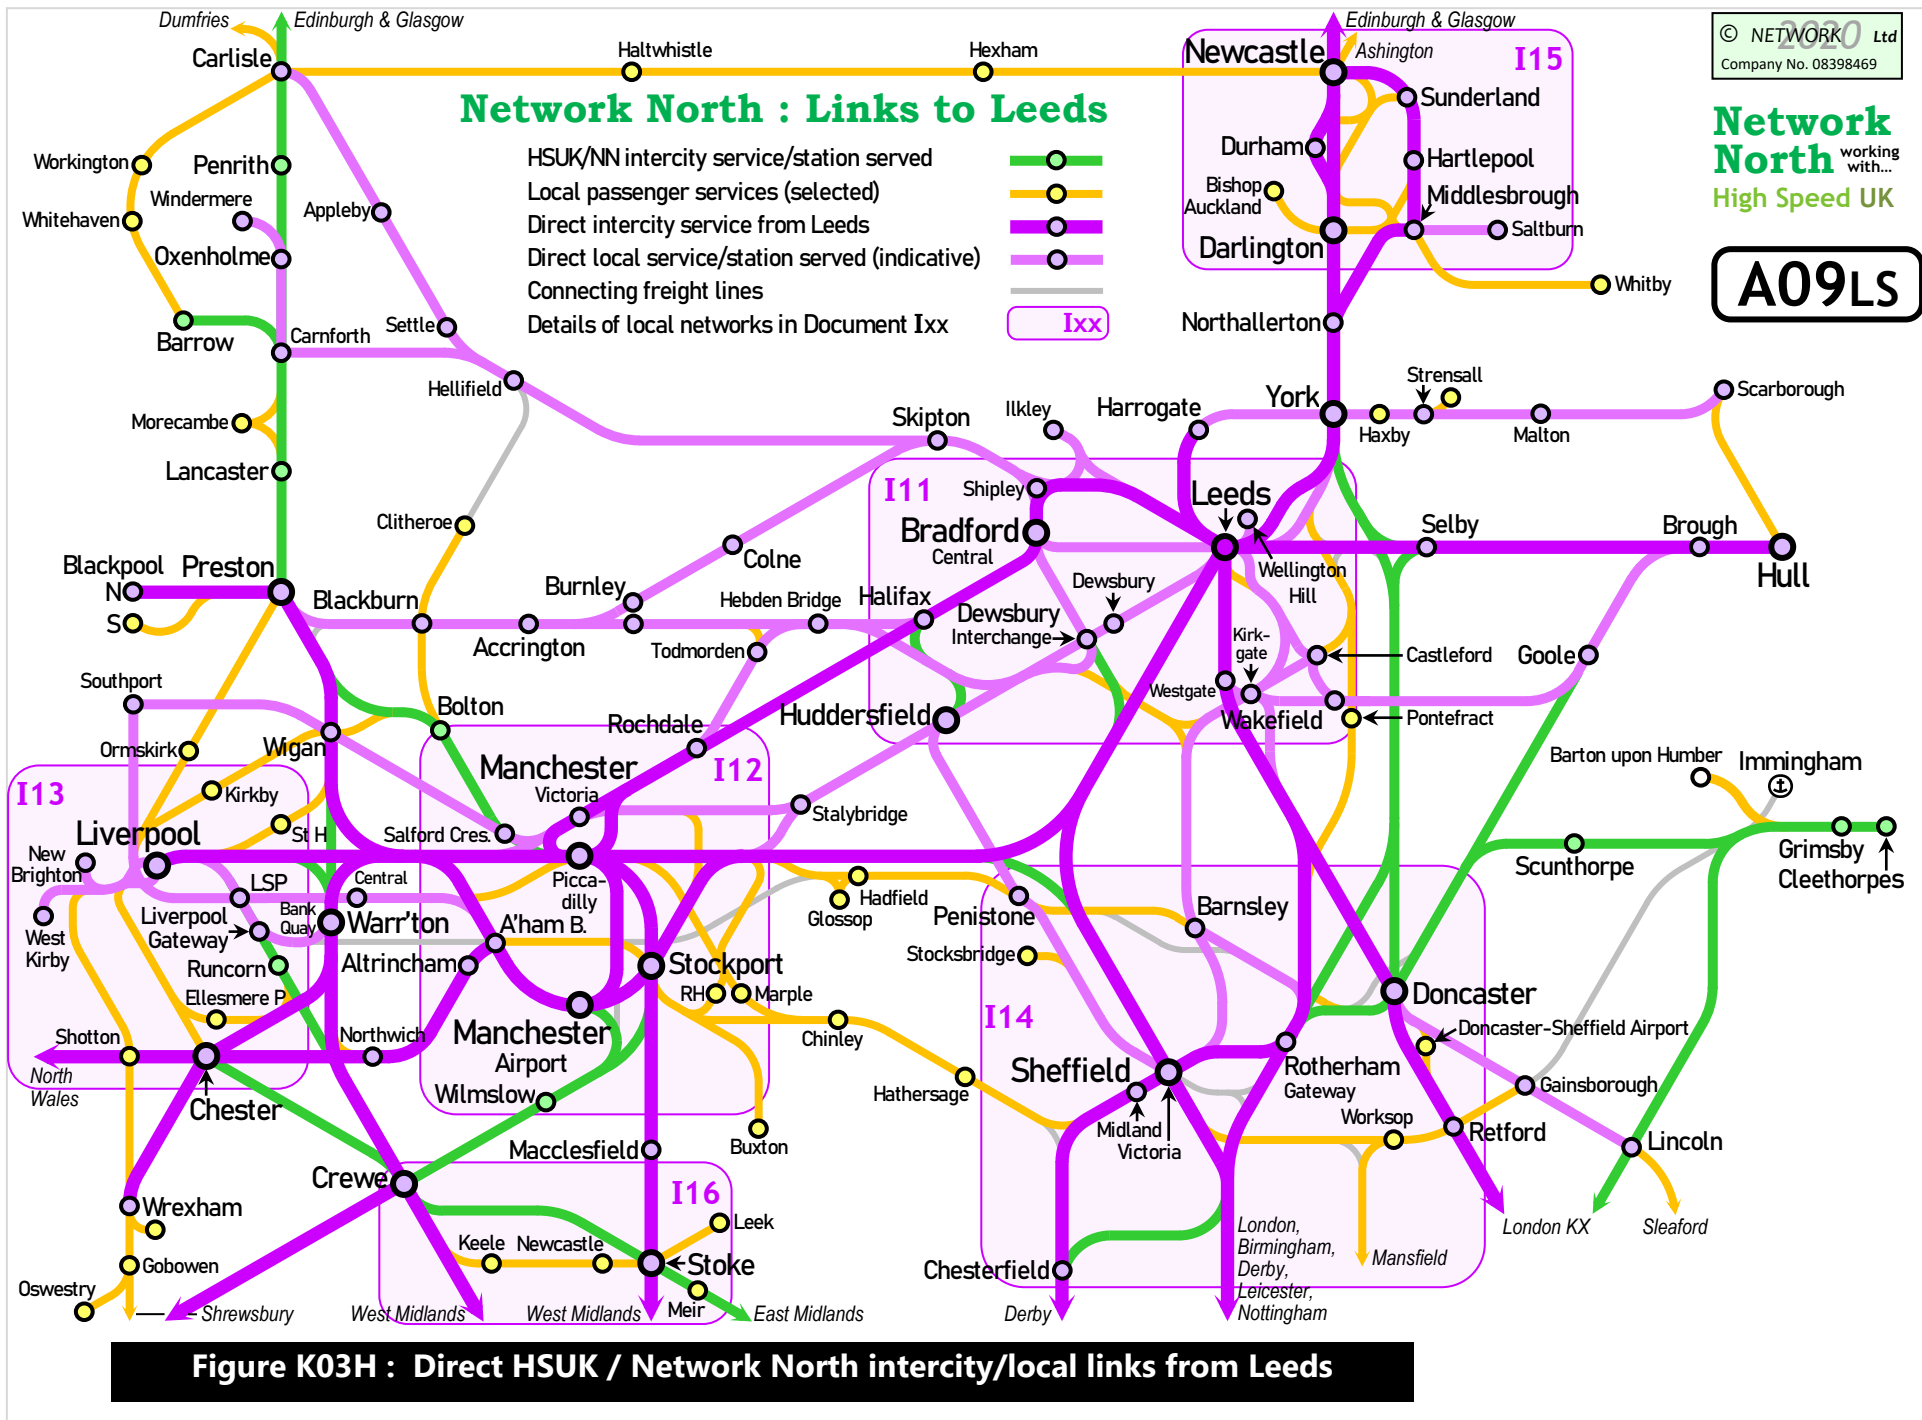 Dumfries
Edinburgh & Glasgow
Edinburgh & Glasgow
Carlisle
Haltwhistle
Hexham
Newcastle
Ashington
I15
© NETWORK 2020 Ltd
Company No. 08398469
Network North : Links to Leeds
Sunderland
Network
North working
with...
High Speed UK
HSUK/NN intercity service/station served
Local passenger services (selected)
Direct intercity service from Leeds
Direct local service/station served (indicative)
Connecting freight lines
Details of local networks in Document Ixx
Ixx
Workington
Penrith
Windermere
Appleby
Whitehaven
Oxenholme
Durham
Hartlepool
Bishop
Auckland
Middlesbrough
Saltburn
Darlington
Whitby
A09LS
Settle
Northallerton
Barrow
Carnforth
Hellifield
Morecambe
Skipton
Ilkley
Harrogate
York
Strensall
Haxby
Malton
Scarborough
Lancaster
I11
Shipley
Leeds
Clitheroe
Bradford
Central
Selby
Brough
Hull
Colne
Wellington
Hill
Blackpool
N
S
Preston
Blackburn
Burnley
Accrington
Hebden Bridge
Halifax
Dewsbury
Dewsbury
Interchange
Todmorden
Kirk-
gate
Castleford
Goole
Southport
Westgate
Wakefield
Pontefract
Huddersfield
Bolton
Rochdale
Ormskirk
Wigan
I12
Manchester
Victoria
Barton upon Humber
Immingham
I13
Kirkby
Stalybridge
Liverpool
St H
Salford Cres.
New
Brighton
Grimsby
Cleethorpes
Scunthorpe
LSP
Central
Picca-
dilly
Hadfield
Glossop
Penistone
Barnsley
Liverpool
Gateway
Bank
Quay
Warr'ton
A'ham B.
West
Kirby
Runcorn
Altrincham
Stockport
Stocksbridge
Ellesmere P
RH
Marple
Doncaster
I14
Shotton
Northwich
Manchester
Airport
Chinley
Doncaster-Sheffield Airport
North
Wales
Sheffield
Rotherham
Gateway
Gainsborough
Wilmslow
Hathersage
Chester
Midland
Victoria
Worksop
Retford
Lincoln
Macclesfield
Buxton
Crewe
I16
Wrexham
Leek
London KX
Sleaford
Keele
Newcastle
Stoke
London,
Birmingham,
Derby,
Leicester,
Nottingham
Mansfield
Gobowen
Chesterfield
Oswestry
Shrewsbury
West Midlands
West Midlands
Meir
East Midlands
Derby
Figure K03H : Direct HSUK / Network North intercity/local links from Leeds